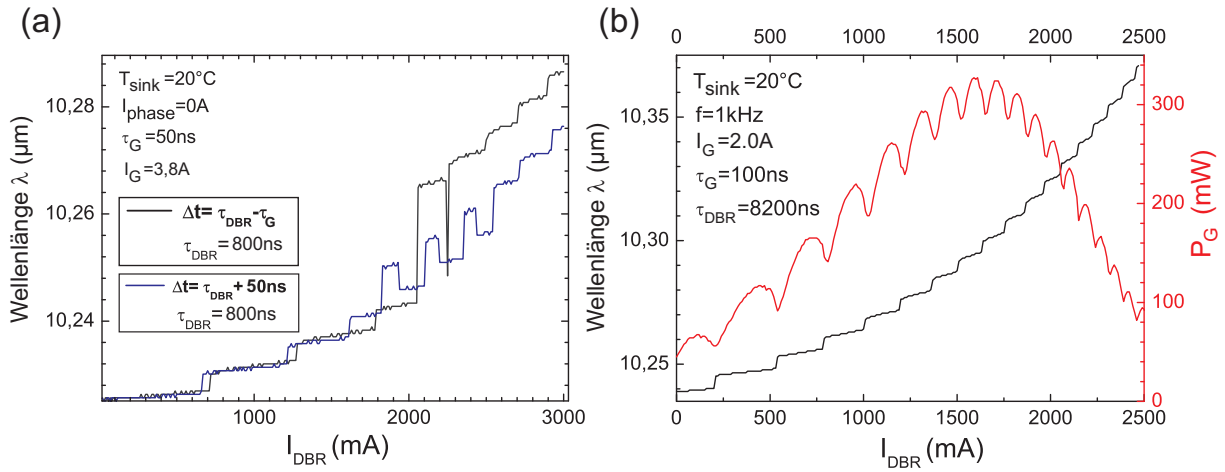 (a)
T_sink=20°C
I_phase=0A
τ_G=50ns
I_G=3,8A
Δt= τ_DBR-τ_G
τ_DBR=800ns
Δt= τ_DBR+50ns
τ_DBR=800ns
Wellenlänge λ (μm)
10,28
10,26
10,24
1000 2000 3000
I_DBR (mA)
(b)
0 500 1000 1500 2000 2500
T_sink=20°C
f=1kHz
I_G=2.0A
τ_G=100ns
τ_DBR=8200ns
Wellenlänge λ (μm)
10,35
10,30
10,25
300
200
100
0
P_G (mW)
0 500 1000 1500 2000 2500
I_DBR (mA)